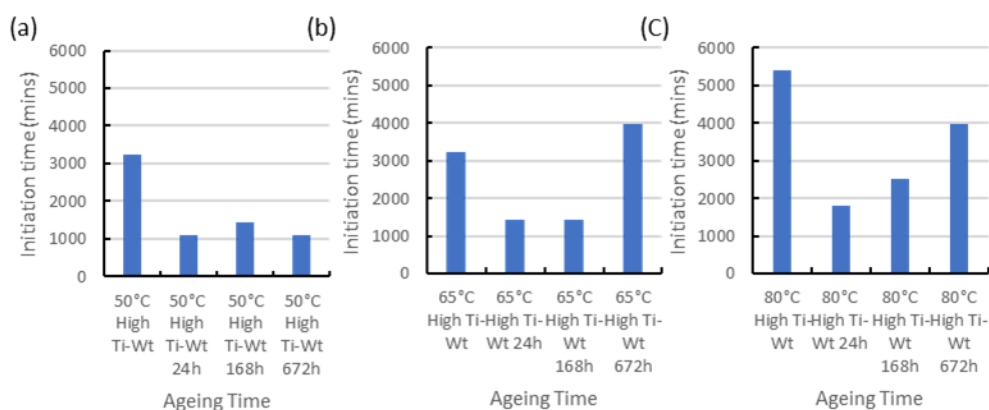 (a)
6000
5000
4000
3000
2000
1000
0
Initiation time (mins)
50°C 50°C 50°C 50°C
High High High High
Ti-Wt Ti-Wt Ti-Wt Ti-Wt
24h 168h 672h
Ageing Time
(b)
6000
5000
4000
3000
2000
1000
0
Initiation time (mins)
65°C 65°C 65°C 65°C
High Ti-High Ti-High Ti-High Ti-
Wt Wt 24h Wt Wt
168h 672h
Ageing Time
(C)
6000
5000
4000
3000
2000
1000
0
Initiation time (mins)
80°C 80°C 80°C 80°C
High Ti-High Ti-High Ti-High Ti-
Wt Wt 24h Wt Wt
168h 672h
Ageing Time